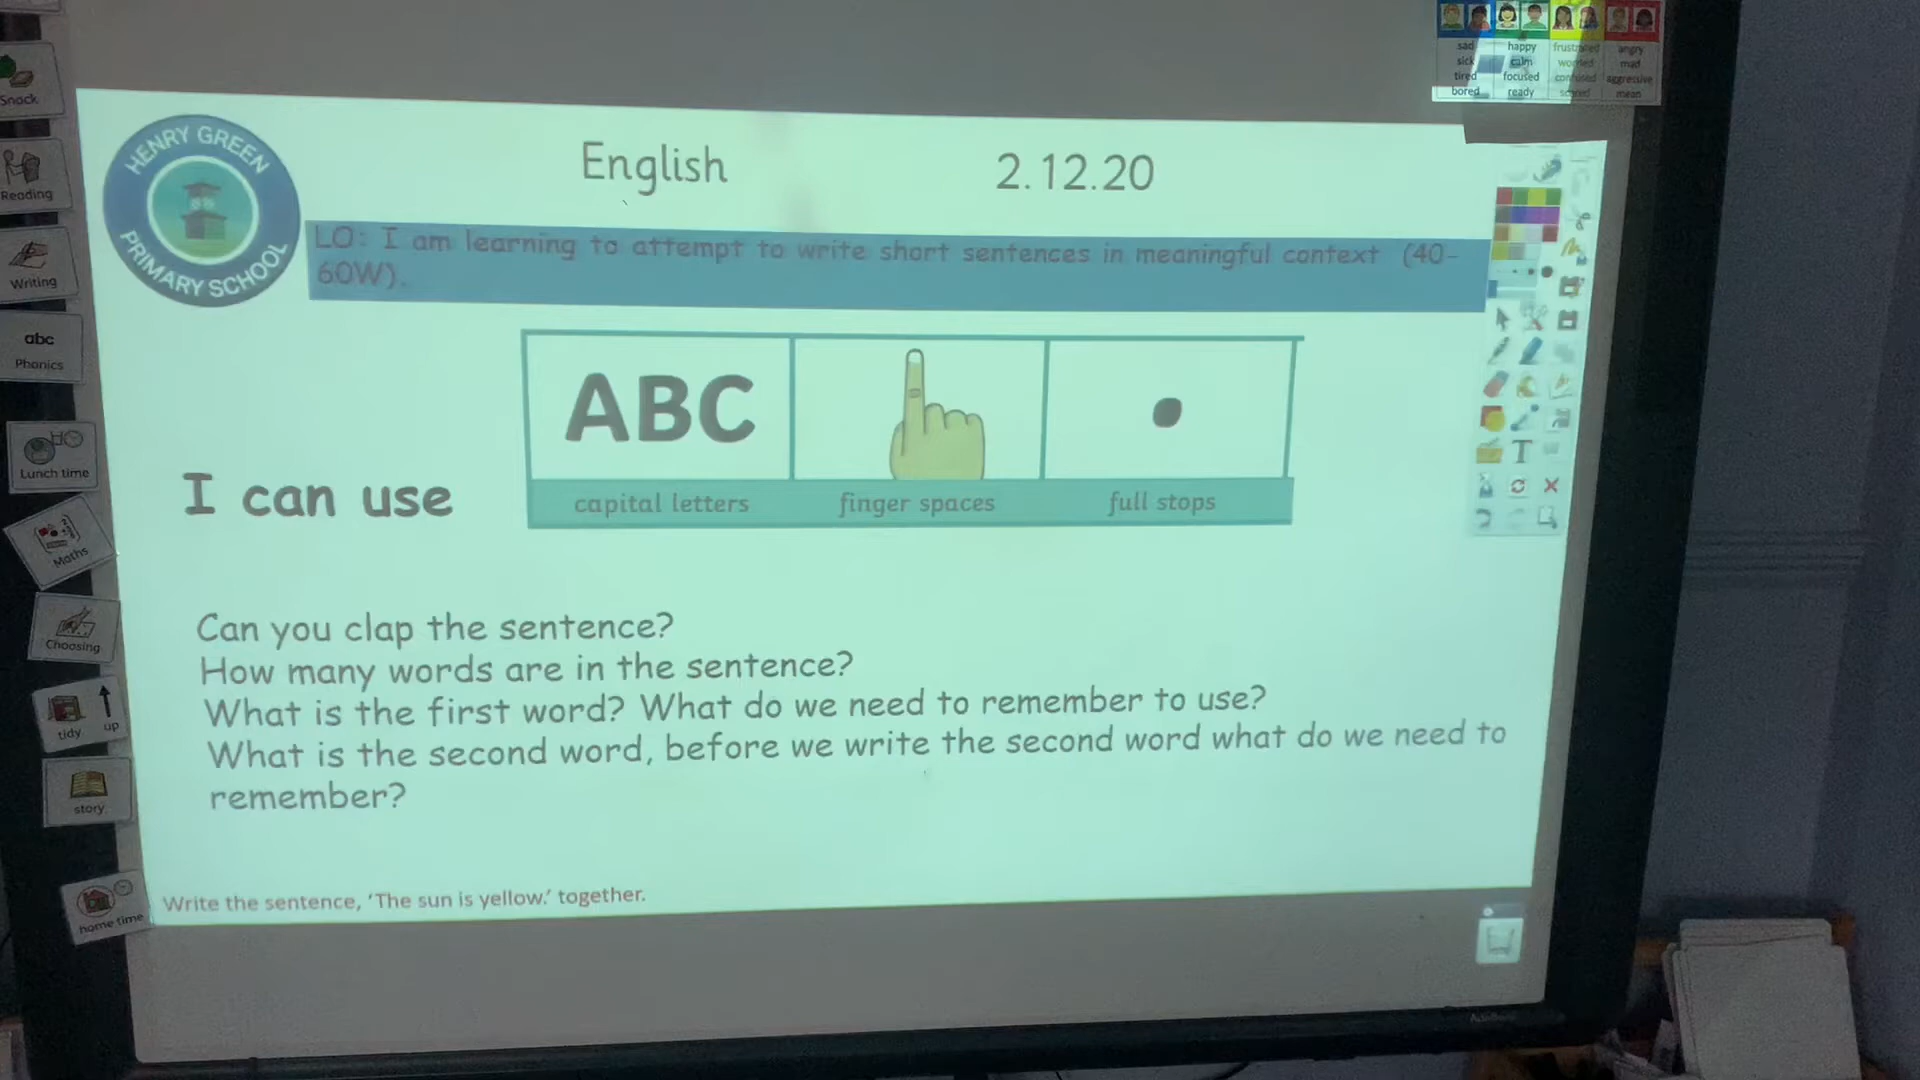 HENRY GREEN
PRIMARY SCHOOL
English 2.12.20
LO: I am learning to attempt to write short sentences in meaningful context (40-
60W).
ABC
I can use
capital letters finger spaces full stops
Can you clap the sentence?
How many words are in the sentence?
What is the first word? What do we need to remember to use?
What is the second word, before we write the second word what do we need to
remember?
Write the sentence, ‘The sun is yellow.’ together.
Snack
Reading
Writing
abc
Phonics
Lunch time
Maths
Choosing
tidy up
story
home time
sad happy frustrated angry
sick calm worried mad
tired focused confused aggressive
bored ready scared mean
T